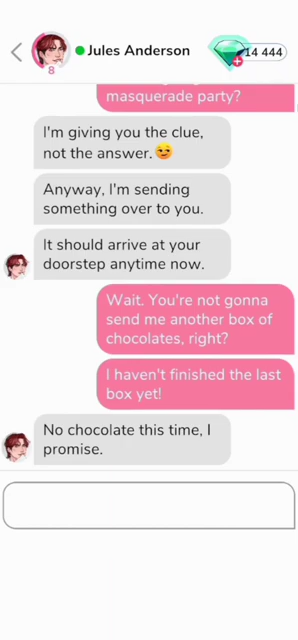 Jules Anderson
14 444
8
masquerade party?
I'm giving you the clue,
not the answer.😏
Anyway, I'm sending
something over to you.
It should arrive at your
doorstep anytime now.
Wait. You're not gonna
send me another box of
chocolates, right?
I haven't finished the last
box yet!
No chocolate this time, I
promise.